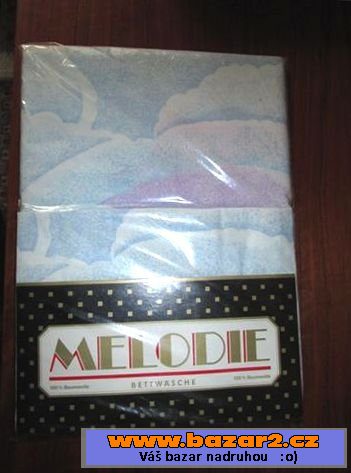 MELODIE
BETTWÄSCHE
100% Baumwolle 100% Baumwolle
www.bazar2.cz
Váš bazar nadruhou :o)